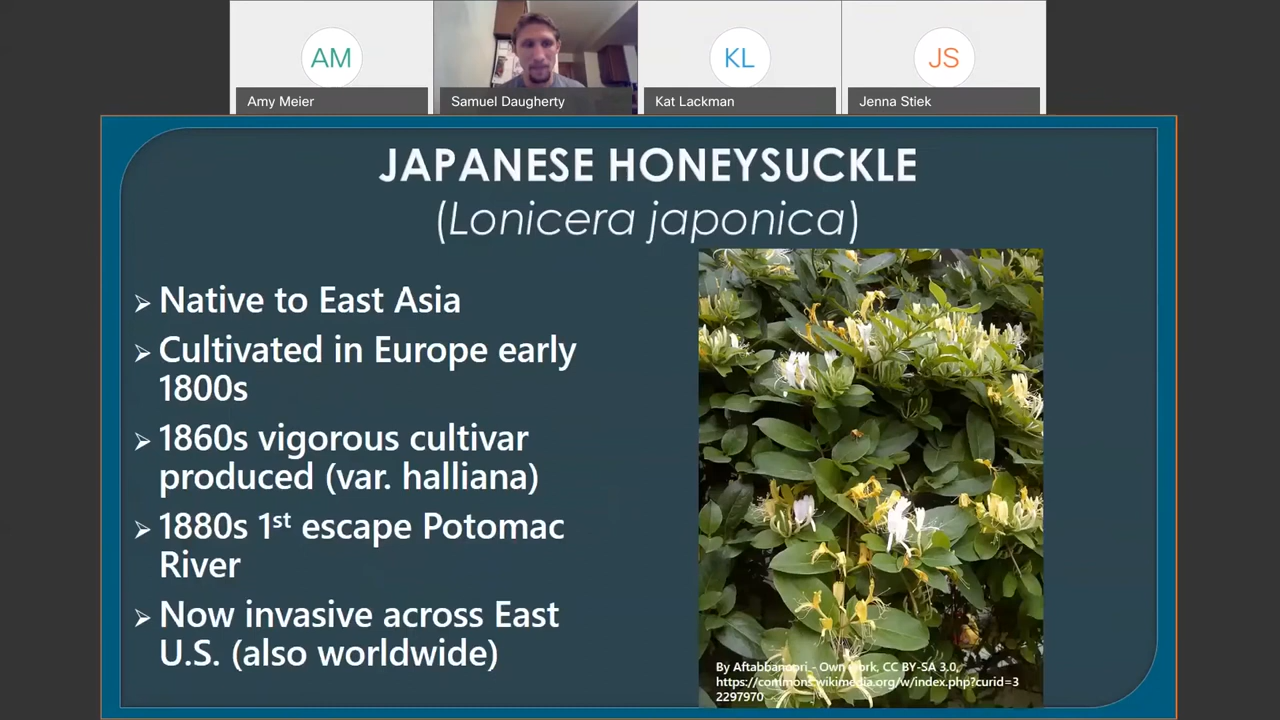 AM
KL
JS
Amy Meier
Samuel Daugherty
Kat Lackman
Jenna Stiek
JAPANESE HONEYSUCKLE
(Lonicera japonica)
Native to East Asia
Cultivated in Europe early
1800s
1860s vigorous cultivar
produced (var. halliana)
1880s 1st escape Potomac
River
Now invasive across East
U.S. (also worldwide)
By Aftabbanoori - Own work, CC BY-SA 3.0,
https://commons.wikimedia.org/w/index.php?curid=3
2297970